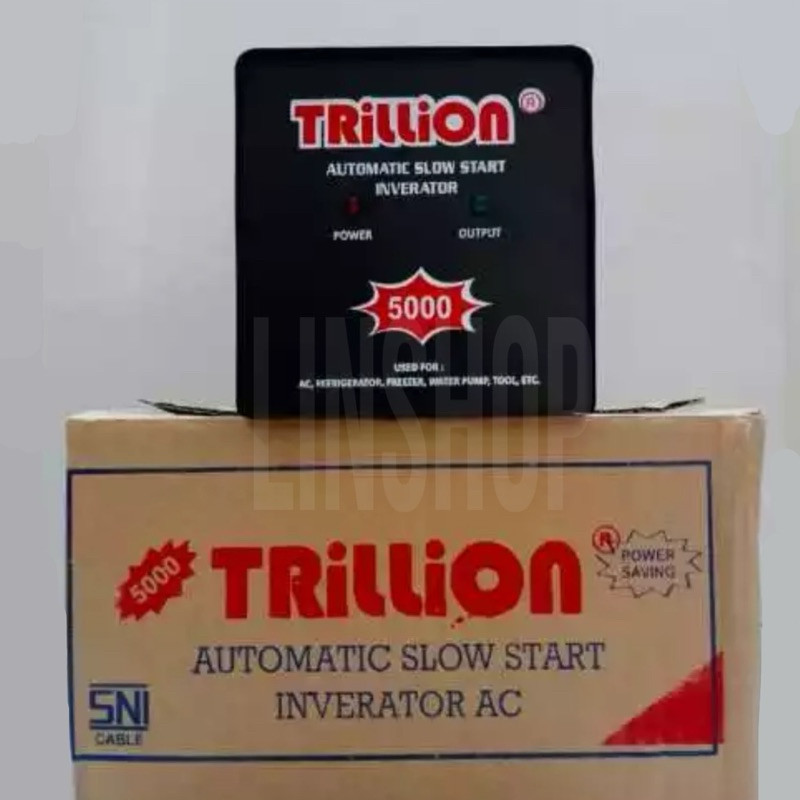 TRiLLiON ®
AUTOMATIC SLOW START
INVERATOR
POWER OUTPUT
5000
USED FOR :
AC, REFRIGERATOR, FREEZER, WATER PUMP, TOOL, ETC.
LINSHOP
5000
TRiLLiON ®
POWER
SAVING
AUTOMATIC SLOW START
INVERATOR AC
SNI
CABLE